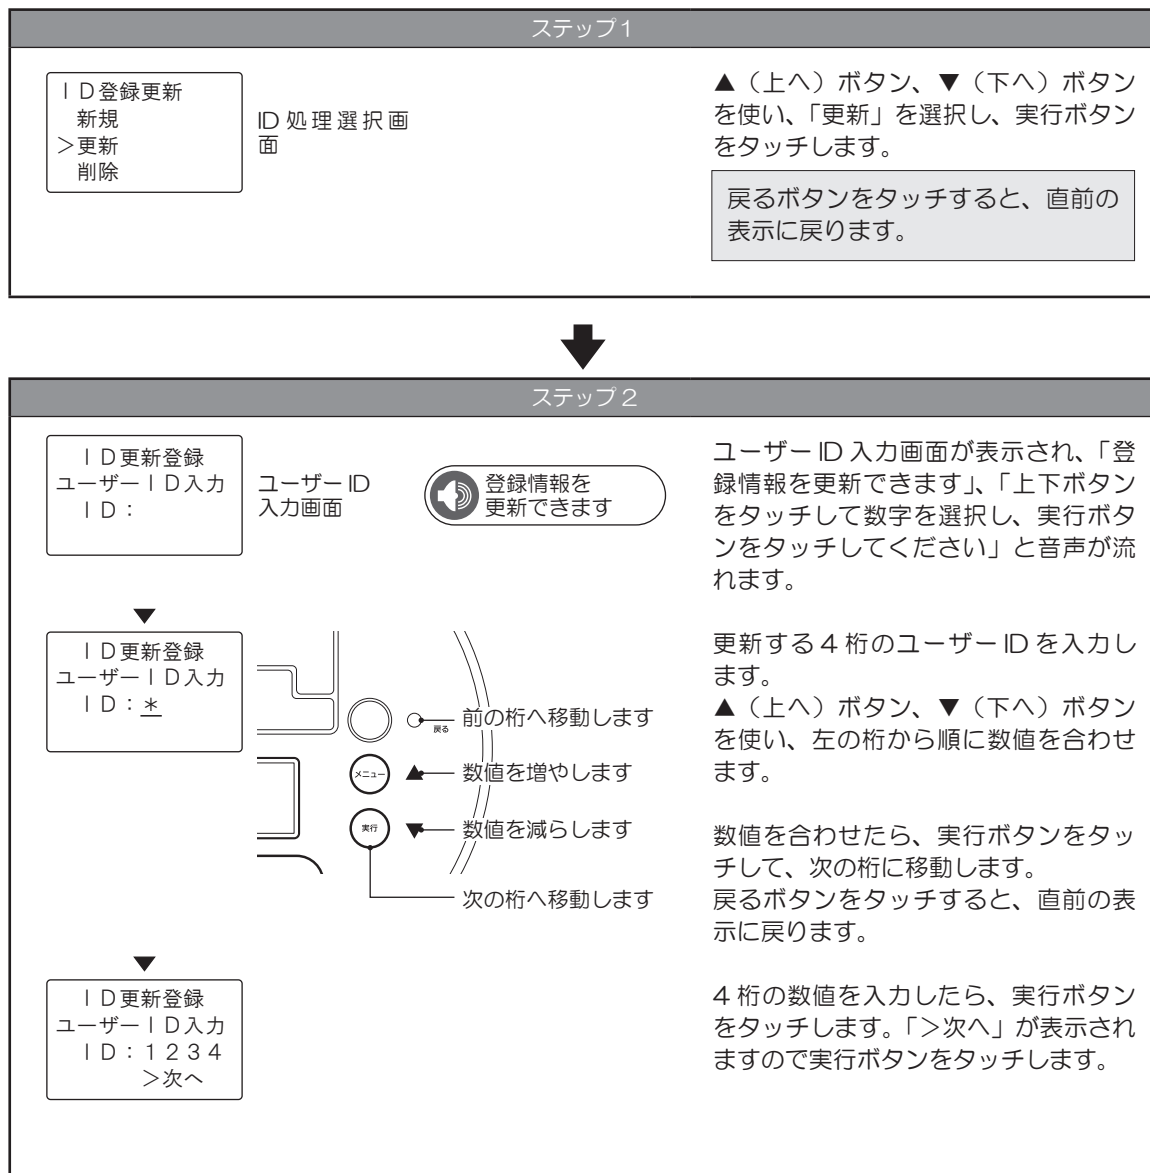 ステップ1
ＩＤ登録更新
新規
＞更新
削除
ID 処理選択画
面
▲（上へ）ボタン、▼（下へ）ボタン
を使い、「更新」を選択し、実行ボタン
をタッチします。
戻るボタンをタッチすると、直前の
表示に戻ります。
ステップ2
ＩＤ更新登録
ユーザーＩＤ入力
ＩＤ：
ユーザー ID
入力画面
登録情報を
更新できます
ユーザー ID 入力画面が表示され、「登
録情報を更新できます」、「上下ボタン
をタッチして数字を選択し、実行ボタ
ンをタッチしてください」と音声が流
れます。
ＩＤ更新登録
ユーザーＩＤ入力
ＩＤ：＊
戻る
前の桁へ移動します
メニュー
▲
数値を増やします
実行
▼
数値を減らします
次の桁へ移動します
更新する 4 桁のユーザー ID を入力し
ます。
▲（上へ）ボタン、▼（下へ）ボタン
を使い、左の桁から順に数値を合わせ
ます。
数値を合わせたら、実行ボタンをタッ
チして、次の桁に移動します。
戻るボタンをタッチすると、直前の表
示に戻ります。
ＩＤ更新登録
ユーザーＩＤ入力
ＩＤ：１２３４
＞次へ
4 桁の数値を入力したら、実行ボタン
をタッチします。「＞次へ」が表示され
ますので実行ボタンをタッチします。